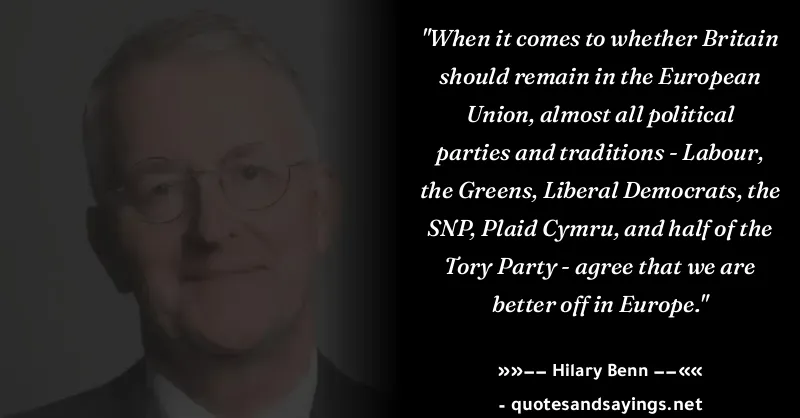 "When it comes to whether Britain
should remain in the European
Union, almost all political
parties and traditions - Labour,
the Greens, Liberal Democrats, the
SNP, Plaid Cymru, and half of the
Tory Party - agree that we are
better off in Europe."
»»–– Hilary Benn ––««
- quotesandsayings.net